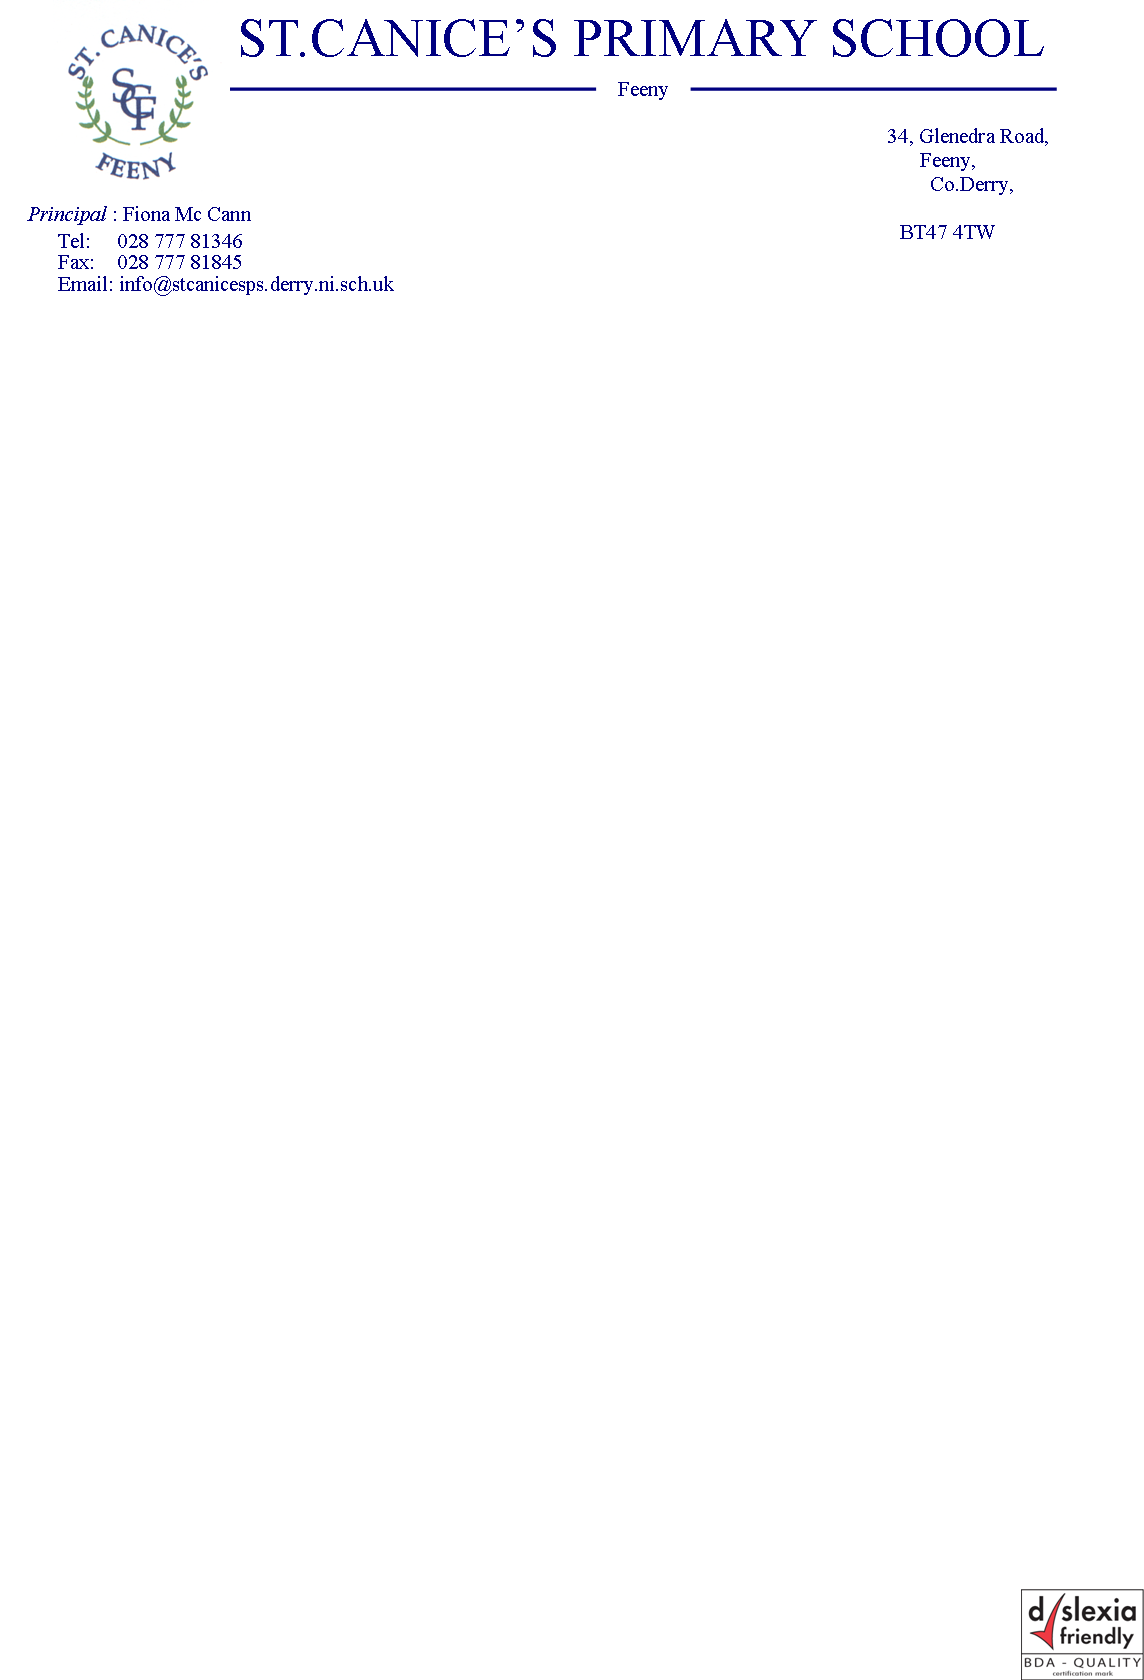 ST. CANICE'S
SCF
FEENY
ST.CANICE’S PRIMARY SCHOOL
Feeny
34, Glenedra Road,
Feeny,
Co.Derry,
BT47 4TW
Principal : Fiona Mc Cann
Tel: 028 777 81346
Fax: 028 777 81845
Email: info@stcanicesps.derry.ni.sch.uk
dyslexia
friendly
BDA - QUALITY
certification mark